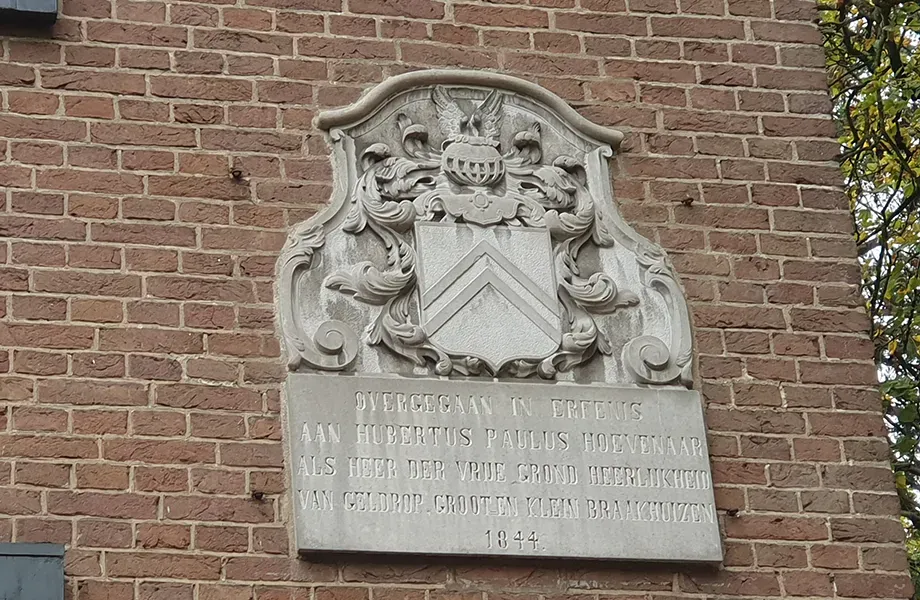 OVERGEGAAN IN ERFENIS
AAN HUBERTUS PAULUS HOEVENAAR
ALS HEER DER VRIJE GROND HEERLIJKHEID
VAN GELDROP. GROOT EN KLEIN BRAAKHUIZEN
1844.